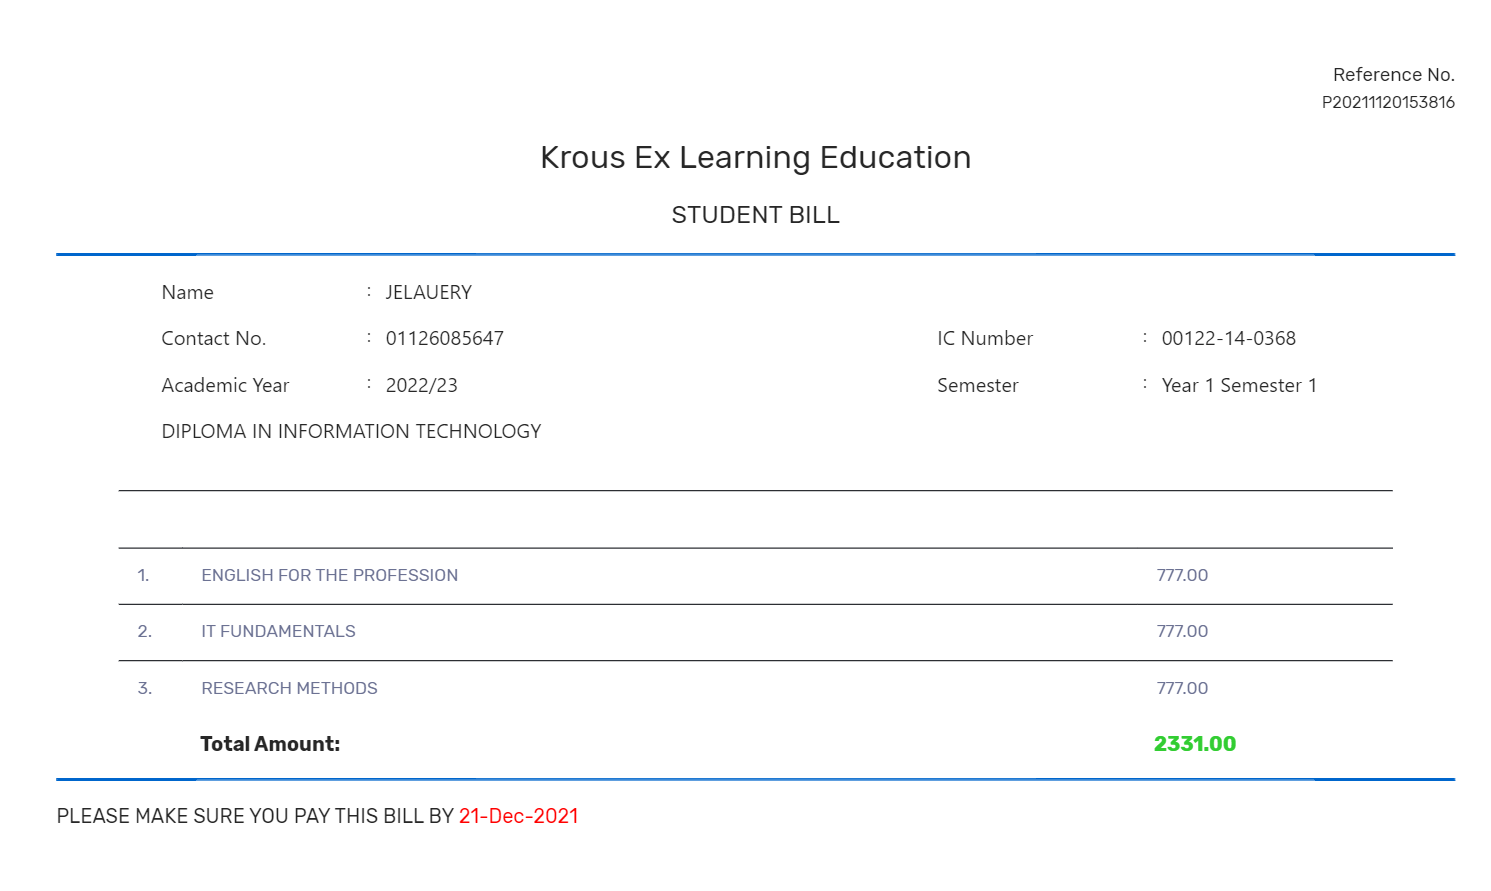 Reference No.
P20211120153816
Krous Ex Learning Education
STUDENT BILL
Name : JELAUERY
Contact No. : 01126085647 IC Number : 00122-14-0368
Academic Year : 2022/23 Semester : Year 1 Semester 1
DIPLOMA IN INFORMATION TECHNOLOGY
1. ENGLISH FOR THE PROFESSION 777.00
2. IT FUNDAMENTALS 777.00
3. RESEARCH METHODS 777.00
Total Amount: 2331.00
PLEASE MAKE SURE YOU PAY THIS BILL BY 21-Dec-2021